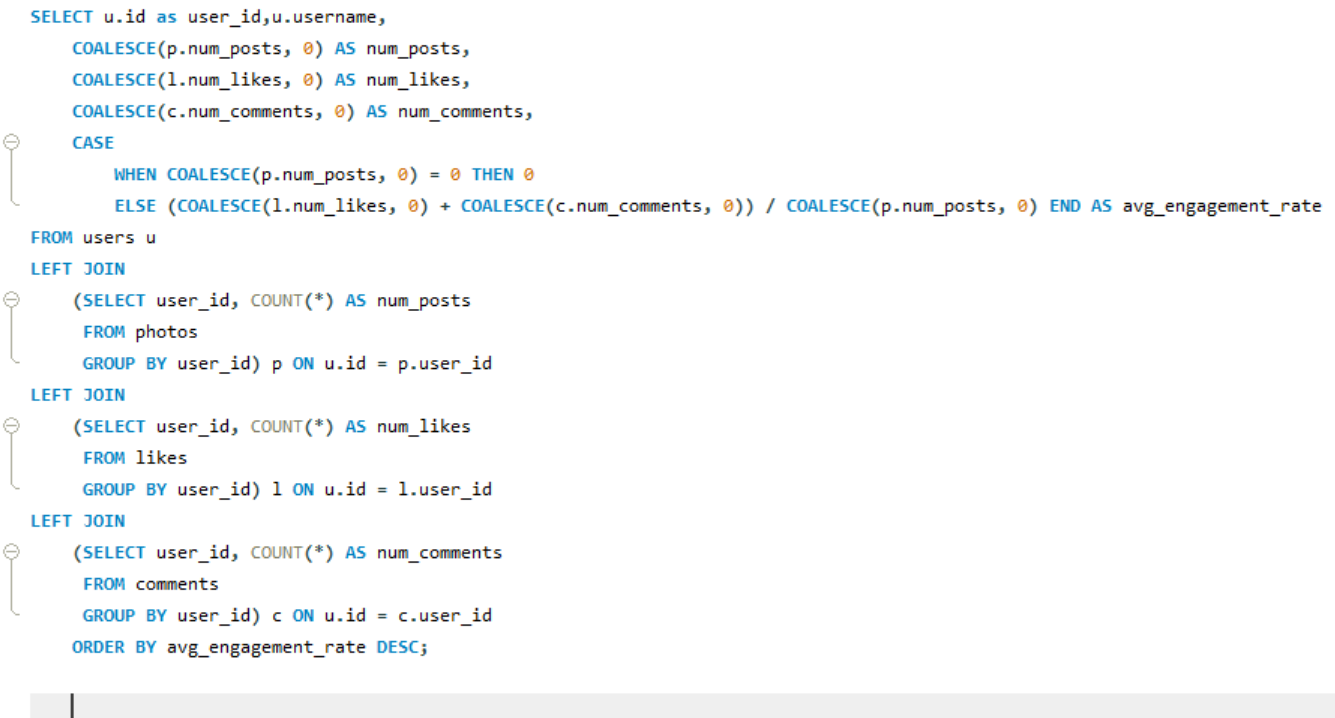 SELECT u.id as user_id,u.username,
COALESCE(p.num_posts, 0) AS num_posts,
COALESCE(l.num_likes, 0) AS num_likes,
COALESCE(c.num_comments, 0) AS num_comments,
CASE
WHEN COALESCE(p.num_posts, 0) = 0 THEN 0
ELSE (COALESCE(l.num_likes, 0) + COALESCE(c.num_comments, 0)) / COALESCE(p.num_posts, 0) END AS avg_engagement_rate
FROM users u
LEFT JOIN
(SELECT user_id, COUNT(*) AS num_posts
FROM photos
GROUP BY user_id) p ON u.id = p.user_id
LEFT JOIN
(SELECT user_id, COUNT(*) AS num_likes
FROM likes
GROUP BY user_id) l ON u.id = l.user_id
LEFT JOIN
(SELECT user_id, COUNT(*) AS num_comments
FROM comments
GROUP BY user_id) c ON u.id = c.user_id
ORDER BY avg_engagement_rate DESC;